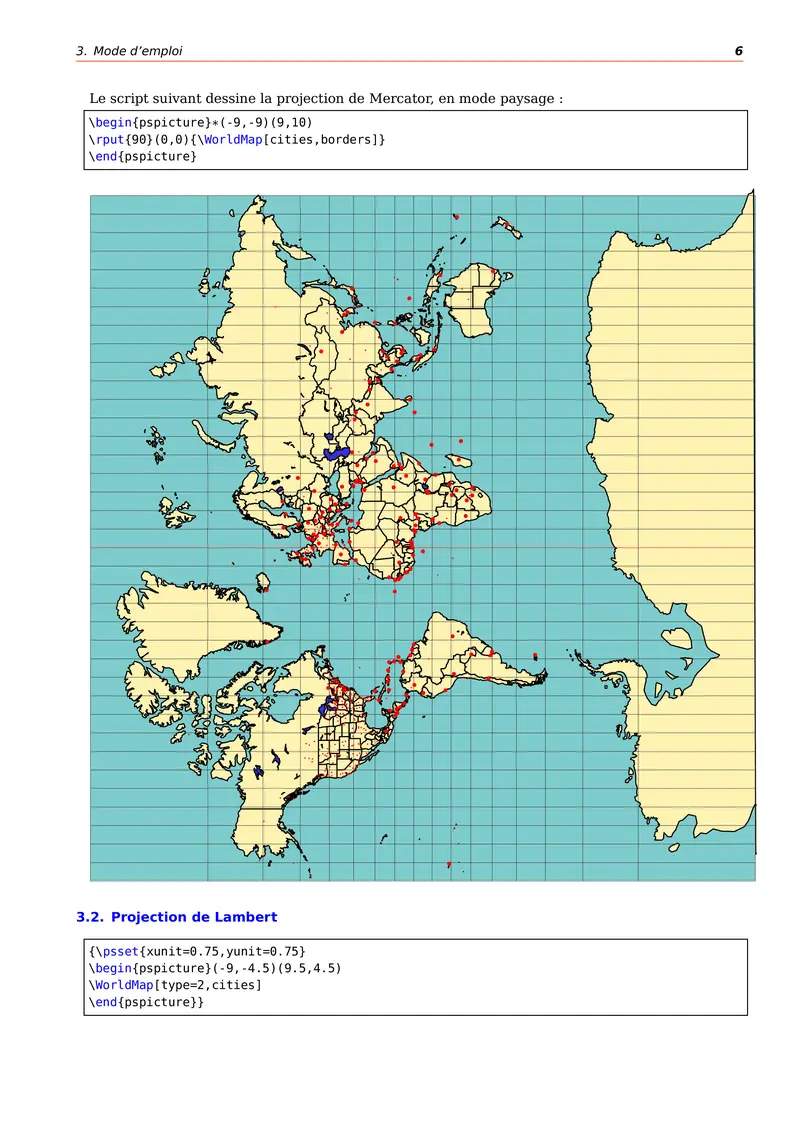 3. Mode d’emploi 6
Le script suivant dessine la projection de Mercator, en mode paysage :
\begin{pspicture}*(-9,-9)(9,10)
\rput{90}(0,0){\WorldMap[cities,borders]}
\end{pspicture}
3.2. Projection de Lambert
{\psset{xunit=0.75,yunit=0.75}
\begin{pspicture}(-9,-4.5)(9.5,4.5)
\WorldMap[type=2,cities]
\end{pspicture}}